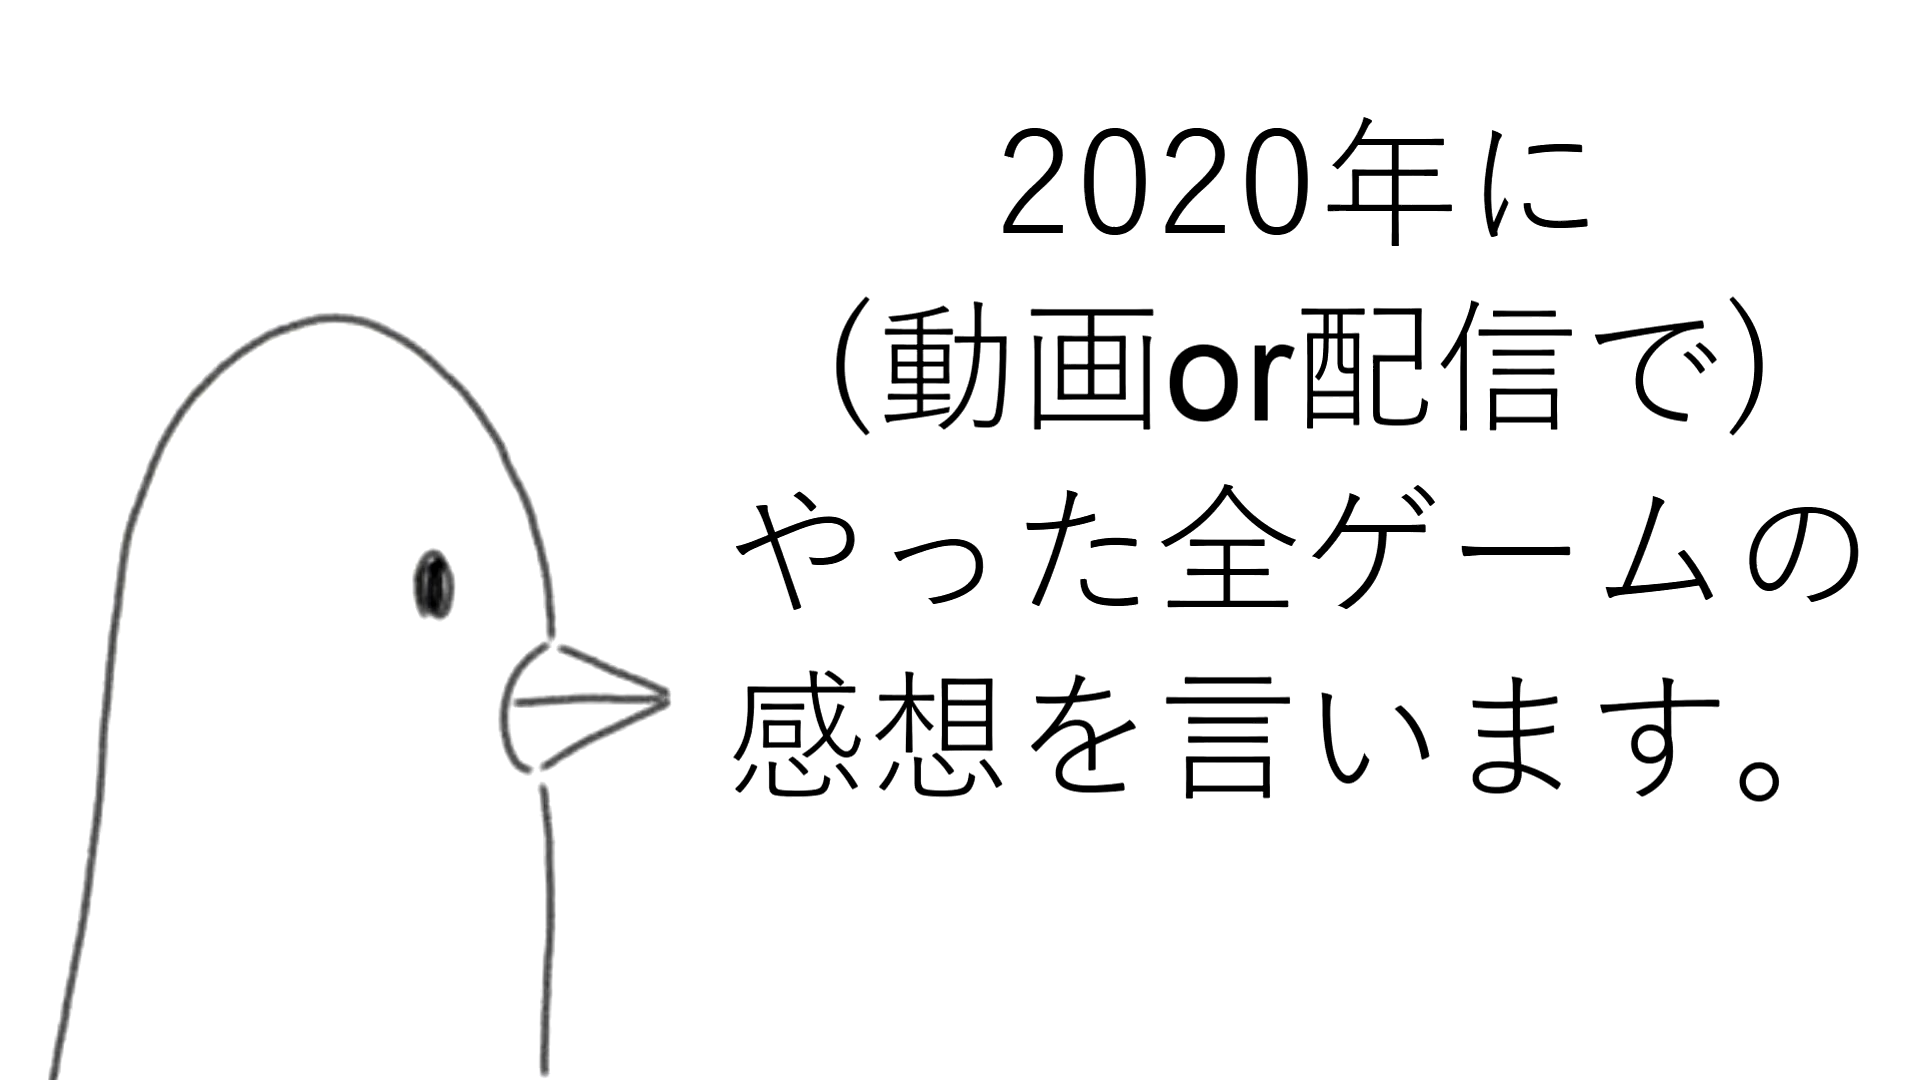 2020年に
（動画or配信で）
やった全ゲームの
感想を言います。